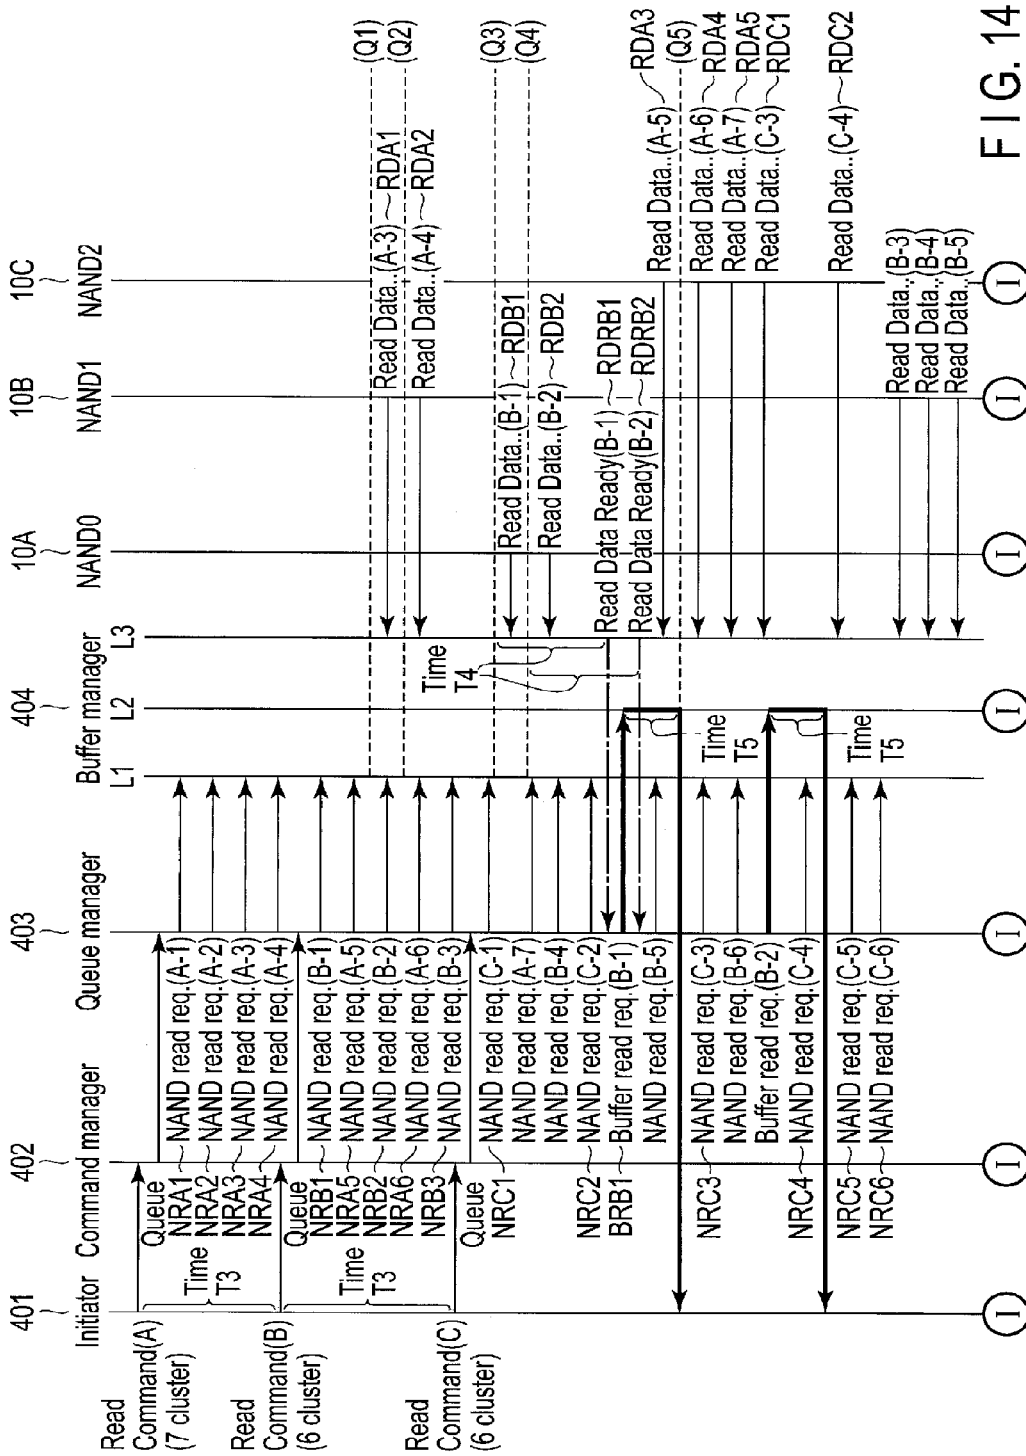 401
Initiator
402
Command manager
403
Queue manager
404
Buffer manager
L1
L2
L3
10A
NAND0
10B
NAND1
10C
NAND2
Read
Command(A)
(7 cluster)
Read
Command(B)
(6 cluster)
Read
Command(C)
(6 cluster)
Time
T3
Time
T3
Queue
NRA1
NRA2
NRA3
NRA4
Queue
NRB1
NRA5
NRB2
NRA6
NRB3
Queue
NRC1
NRC2
BRB1
NRC3
NRC4
NRC5
NRC6
NAND read req.(A-1)
NAND read req.(A-2)
NAND read req.(A-3)
NAND read req.(A-4)
NAND read req.(B-1)
NAND read req.(A-5)
NAND read req.(B-2)
NAND read req.(A-6)
NAND read req.(B-3)
NAND read req.(C-1)
NAND read req.(A-7)
NAND read req.(B-4)
NAND read req.(C-2)
Buffer read req.(B-1)
NAND read req.(B-5)
NAND read req.(C-3)
NAND read req.(B-6)
Buffer read req.(B-2)
NAND read req.(C-4)
NAND read req.(C-5)
NAND read req.(C-6)
Time
T4
Time
T5
Time
T5
(Q1)
Read Data..(A-3)~RDA1
(Q2)
Read Data..(A-4)~RDA2
(Q3)
Read Data..(B-1)~RDB1
(Q4)
Read Data..(B-2)~RDB2
Read Data Ready(B-1)~RDRB1
Read Data Ready(B-2)~RDRB2
Read Data..(A-5)~RDA3
(Q5)
Read Data..(A-6)~RDA4
Read Data..(A-7)~RDA5
Read Data..(C-3)~RDC1
Read Data..(C-4)~RDC2
Read Data..(B-3)
Read Data..(B-4)
Read Data..(B-5)
I
I
I
I
I
I
I
FIG. 14